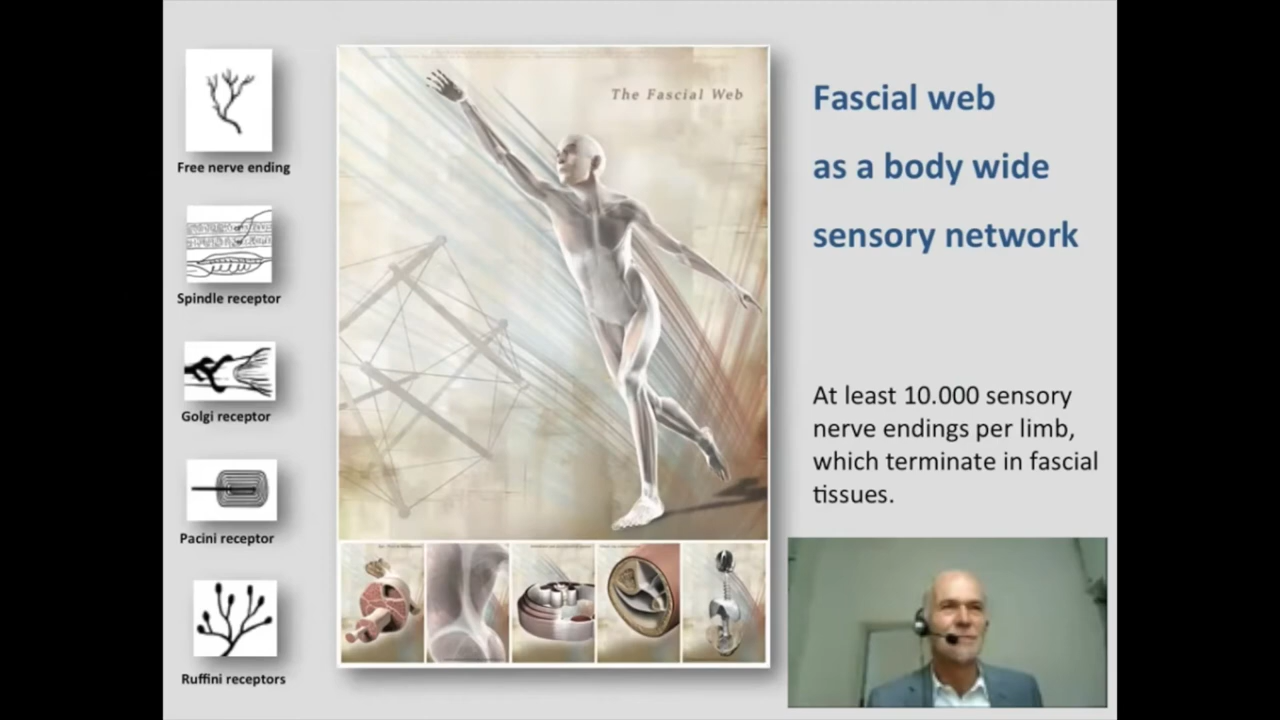 Free nerve ending
Spindle receptor
Golgi receptor
Pacini receptor
Ruffini receptors
The Fascial Web
Fascial web
as a body wide
sensory network
At least 10.000 sensory
nerve endings per limb,
which terminate in fascial
tissues.